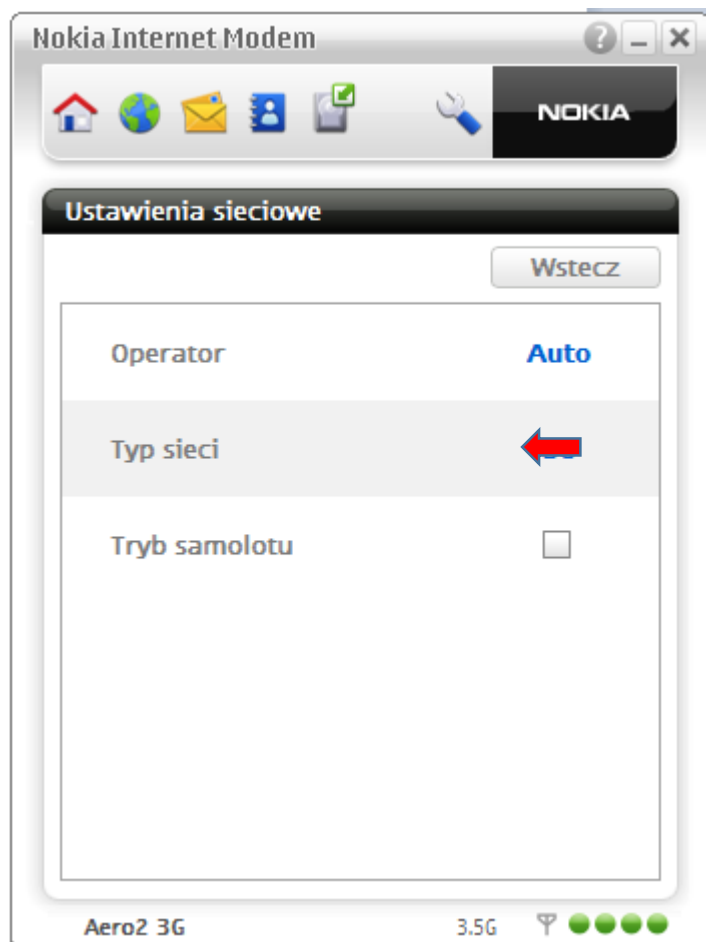 Nokia Internet Modem
NOKIA
Ustawienia sieciowe
Wstecz
Operator Auto
Typ sieci
Tryb samolotu
Aero2 3G 3.5G